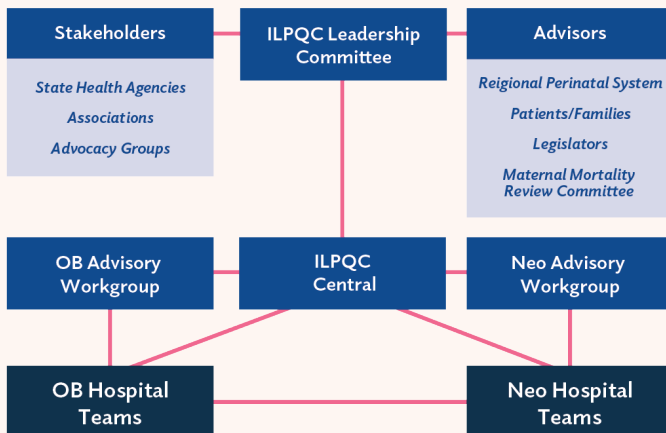 Stakeholders
State Health Agencies
Associations
Advocacy Groups
ILPQC Leadership
Committee
Advisors
Reigional Perinatal System
Patients/Families
Legislators
Maternal Mortality
Review Committee
OB Advisory
Workgroup
ILPQC
Central
Neo Advisory
Workgroup
OB Hospital
Teams
Neo Hospital
Teams